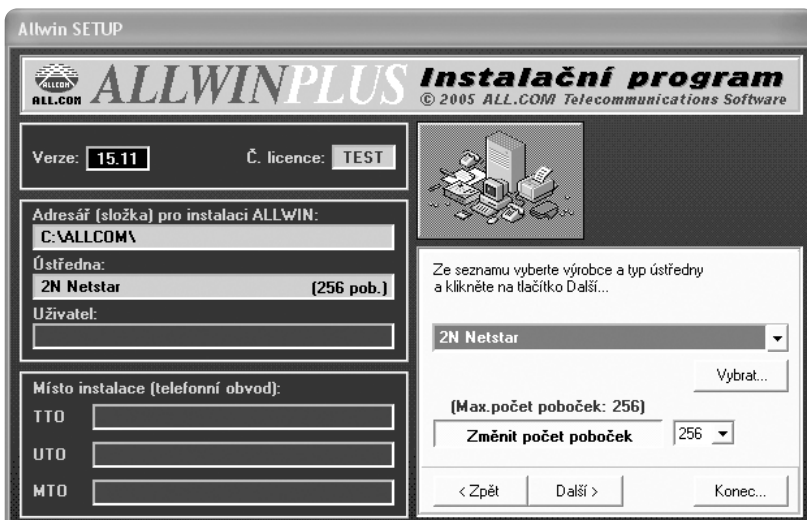 Allwin SETUP
ALLCOM
ALL.COM
ALLWINPLUS
Instalační program
© 2005 ALL.COM Telecommunications Software
Verze: 15.11
Č. licence: TEST
Adresář (složka) pro instalaci ALLWIN:
C:\ALLCOM\
Ústředna:
2N Netstar (256 pob.)
Uživatel:
Místo instalace (telefonní obvod):
TTO
UTO
MTO
Ze seznamu vyberte výrobce a typ ústředny
a klikněte na tlačítko Další...
2N Netstar
Vybrat...
(Max.počet poboček: 256)
Změnit počet poboček 256
< Zpět Další > Konec...